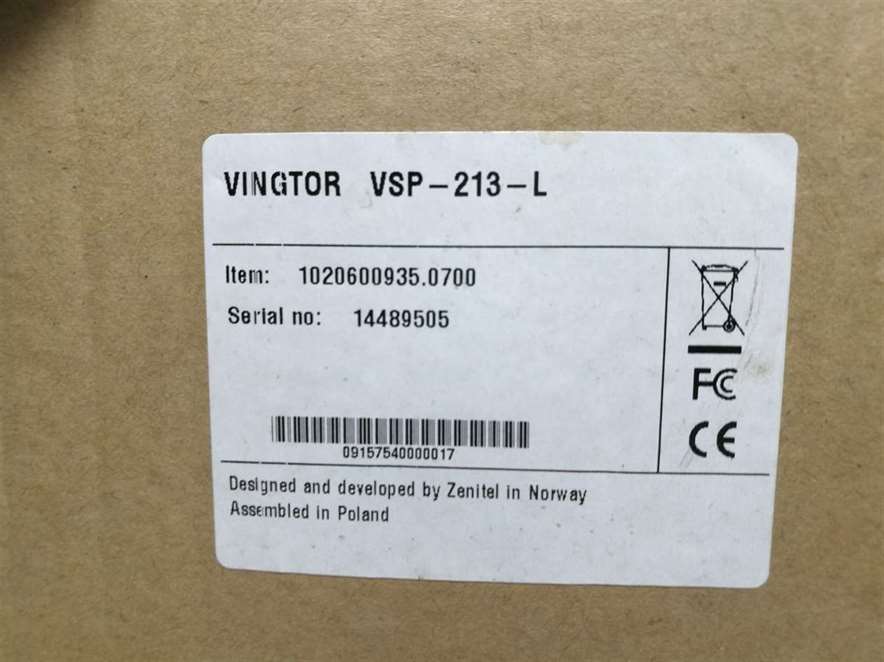 VINGTOR VSP-213-L
Item: 1020600935.0700
Serial no: 14489505
FC
CE
09157540000017
Designed and developed by Zenitel in Norway
Assembled in Poland